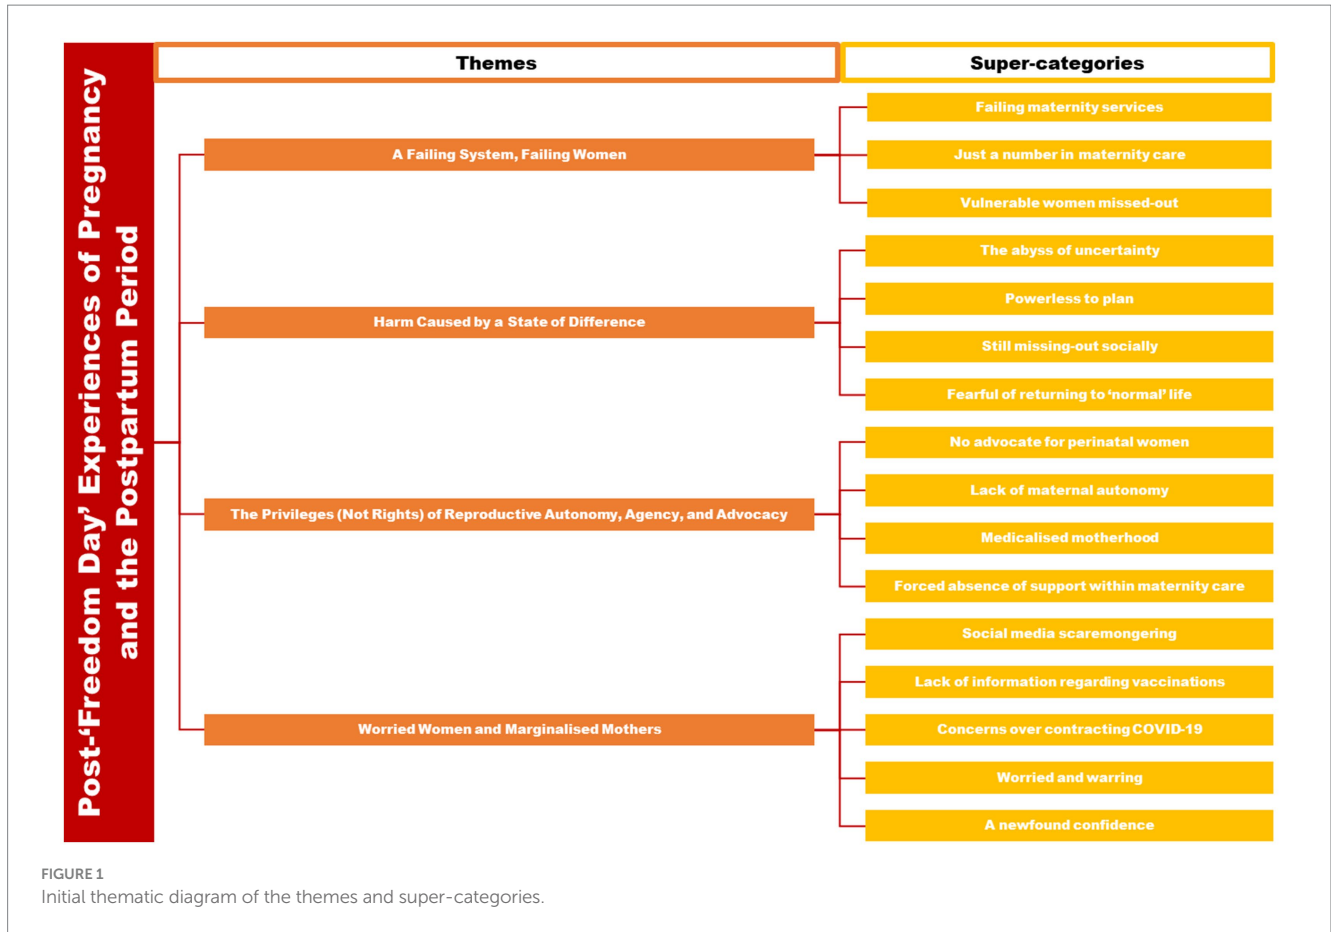 Post-‘Freedom Day’ Experiences of Pregnancy
and the Postpartum Period
Themes
Super-categories
A Failing System, Failing Women
Failing maternity services
Just a number in maternity care
Vulnerable women missed-out
Harm Caused by a State of Difference
The abyss of uncertainty
Powerless to plan
Still missing-out socially
Fearful of returning to ‘normal’ life
The Privileges (Not Rights) of Reproductive Autonomy, Agency, and Advocacy
No advocate for perinatal women
Lack of maternal autonomy
Medicalised motherhood
Forced absence of support within maternity care
Worried Women and Marginalised Mothers
Social media scaremongering
Lack of information regarding vaccinations
Concerns over contracting COVID-19
Worried and warring
A newfound confidence
FIGURE 1
Initial thematic diagram of the themes and super-categories.